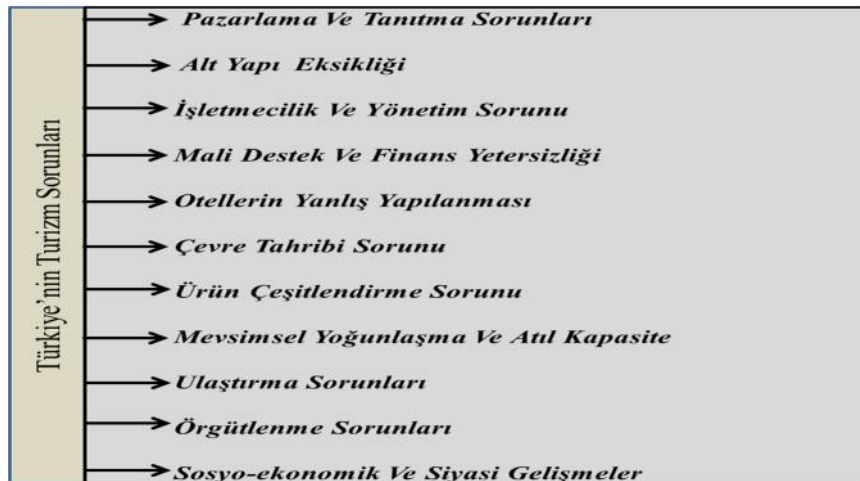 Türkiye’nin Turizm Sorunları
Pazarlama Ve Tanıtma Sorunları
Alt Yapı Eksikliği
İşletmecilik Ve Yönetim Sorunu
Mali Destek Ve Finans Yetersizliği
Otellerin Yanlış Yapılanması
Çevre Tahribi Sorunu
Ürün Çeşitlendirme Sorunu
Mevsimsel Yoğunlaşma Ve Atıl Kapasite
Ulaştırma Sorunları
Örgütlenme Sorunları
Sosyo-ekonomik Ve Siyasi Gelişmeler